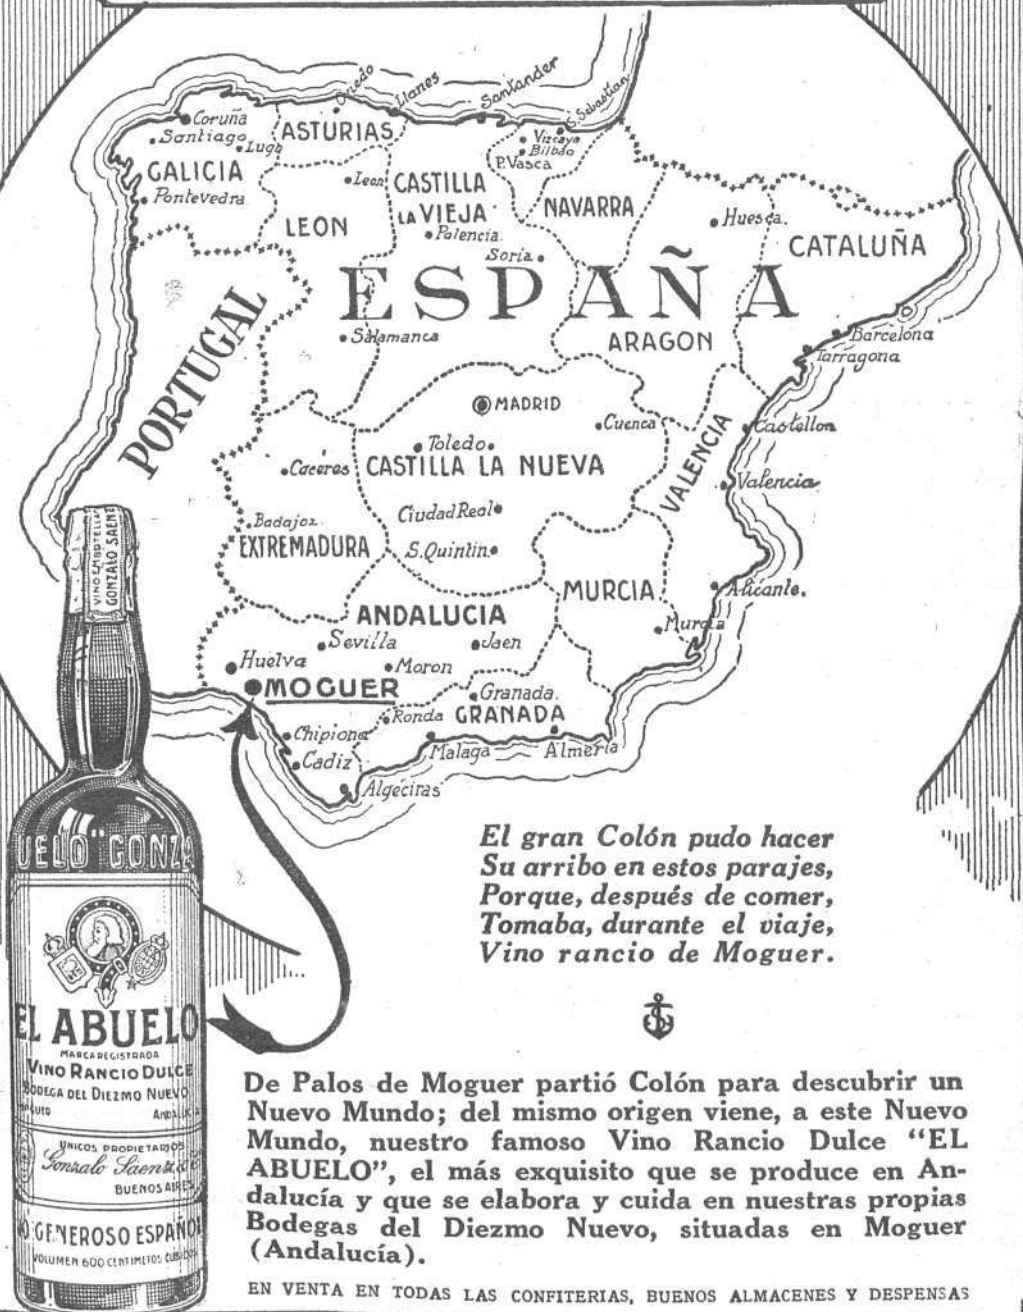 Oviedo
Llanes
Santander
S. Sebastian
Coruña
ASTURIAS
Santiago
Lugo
Vizcaya
Bilbao
P. Vasca
GALICIA
Leon
CASTILLA
LA VIEJA
NAVARRA
Pontevedra
LEON
Palencia
Huesca.
CATALUÑA
Soria
ESPAÑA
PORTUGAL
Salamanca
ARAGON
Barcelona
Tarragona
MADRID
Cuenca
Castellon
Toledo
VALENCIA
Caceres
CASTILLA LA NUEVA
Valencia
Badajoz
Ciudad Real
EXTREMADURA
S. Quintin
MURCIA
Alicante.
ANDALUCIA
Murcia
Sevilla
Jaen
Huelva
Moron
MOGUER
Granada.
Ronda
GRANADA
Chipiona
Malaga
Almeria
Cadiz
Algeciras
VINO EMBOTELLA
GONZALO SAENZ
UELO "GONZA
EL ABUELO
MARCA REGISTRADA
VINO RANCIO DULCE
BODEGA DEL DIEZMO NUEVO
UNICOS PROPIETARIOS
Gonzalo Sáenz
BUENOS AIRES
GENEROSO ESPAÑOL
VOLUMEN 600 CENTIMETOS CUBICOS
El gran Colón pudo hacer
Su arribo en estos parajes,
Porque, después de comer,
Tomaba, durante el viaje,
Vino rancio de Moguer.
De Palos de Moguer partió Colón para descubrir un
Nuevo Mundo; del mismo origen viene, a este Nuevo
Mundo, nuestro famoso Vino Rancio Dulce “EL
ABUELO”, el más exquisito que se produce en An-
dalucía y que se elabora y cuida en nuestras propias
Bodegas del Diezmo Nuevo, situadas en Moguer
(Andalucía).
EN VENTA EN TODAS LAS CONFITERIAS, BUENOS ALMACENES Y DESPENSAS